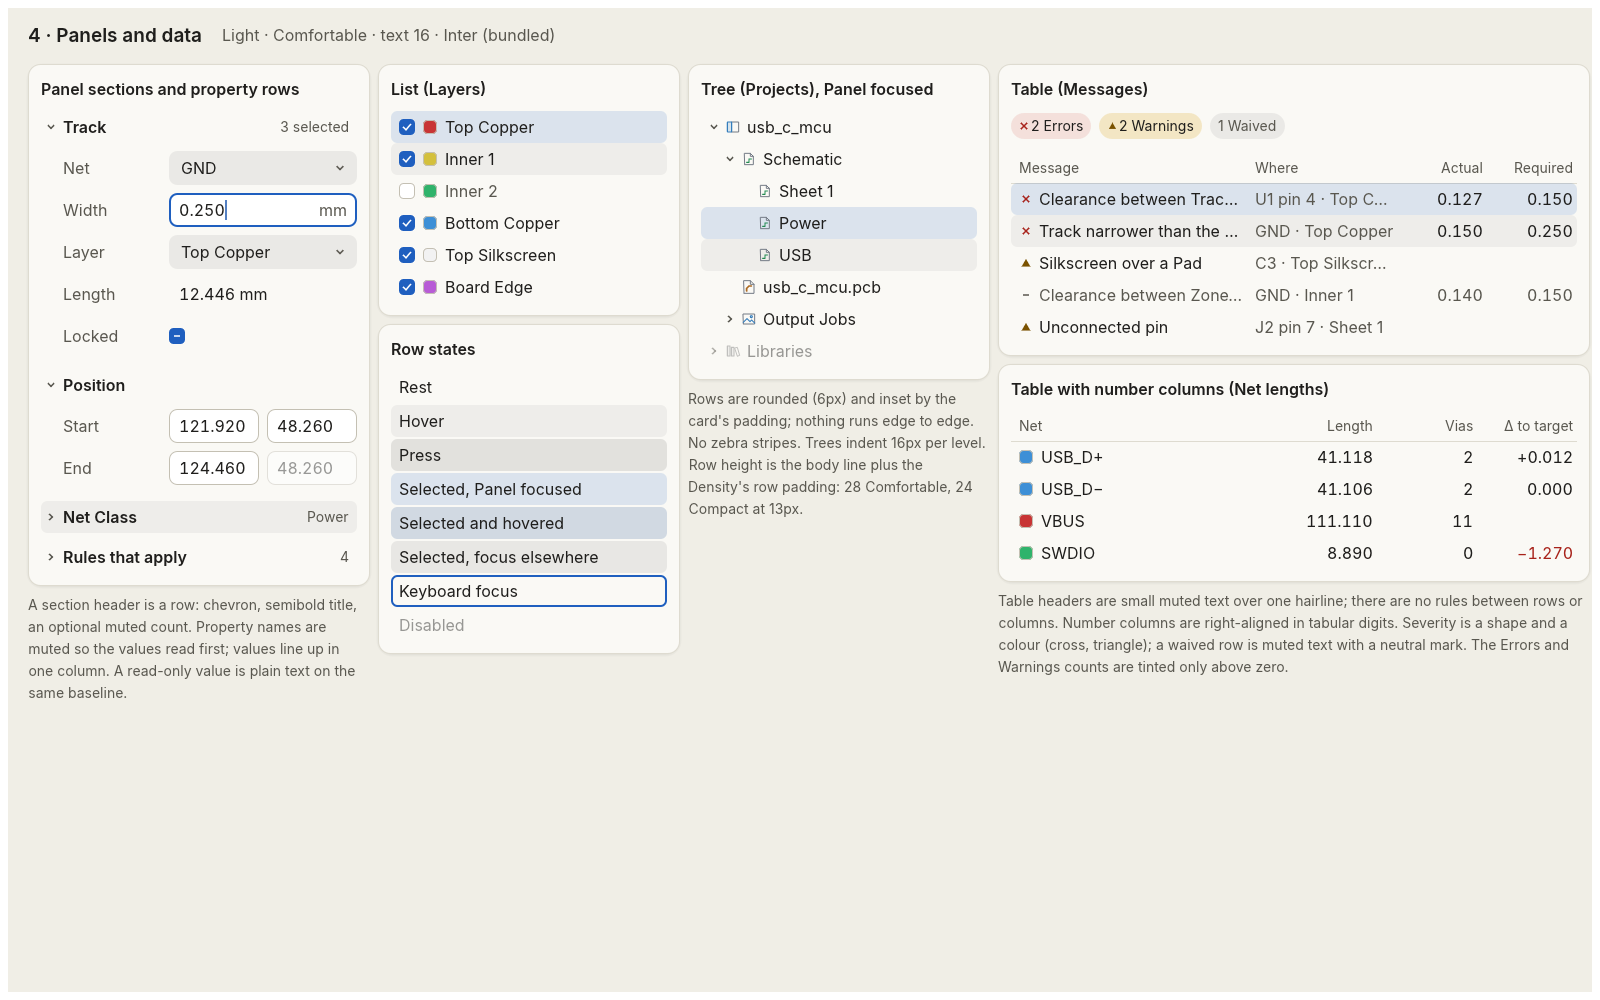 4 · Panels and data Light · Comfortable · text 16 · Inter (bundled)
Panel sections and property rows
Track 3 selected
Net GND
Width 0.250 mm
Layer Top Copper
Length 12.446 mm
Locked
Position
Start 121.920 48.260
End 124.460 48.260
Net Class Power
Rules that apply 4
A section header is a row: chevron, semibold title,
an optional muted count. Property names are
muted so the values read first; values line up in
one column. A read-only value is plain text on the
same baseline.
List (Layers)
Top Copper
Inner 1
Inner 2
Bottom Copper
Top Silkscreen
Board Edge
Row states
Rest
Hover
Press
Selected, Panel focused
Selected and hovered
Selected, focus elsewhere
Keyboard focus
Disabled
Tree (Projects), Panel focused
usb_c_mcu
Schematic
Sheet 1
Power
USB
usb_c_mcu.pcb
Output Jobs
Libraries
Rows are rounded (6px) and inset by the
card's padding; nothing runs edge to edge.
No zebra stripes. Trees indent 16px per level.
Row height is the body line plus the
Density's row padding: 28 Comfortable, 24
Compact at 13px.
Table (Messages)
2 Errors 2 Warnings 1 Waived
Message Where Actual Required
Clearance between Trac… U1 pin 4 · Top C… 0.127 0.150
Track narrower than the … GND · Top Copper 0.150 0.250
Silkscreen over a Pad C3 · Top Silkscr…
Clearance between Zone… GND · Inner 1 0.140 0.150
Unconnected pin J2 pin 7 · Sheet 1
Table with number columns (Net lengths)
Net Length Vias Δ to target
USB_D+ 41.118 2 +0.012
USB_D− 41.106 2 0.000
VBUS 111.110 11
SWDIO 8.890 0 −1.270
Table headers are small muted text over one hairline; there are no rules between rows or
columns. Number columns are right-aligned in tabular digits. Severity is a shape and a
colour (cross, triangle); a waived row is muted text with a neutral mark. The Errors and
Warnings counts are tinted only above zero.